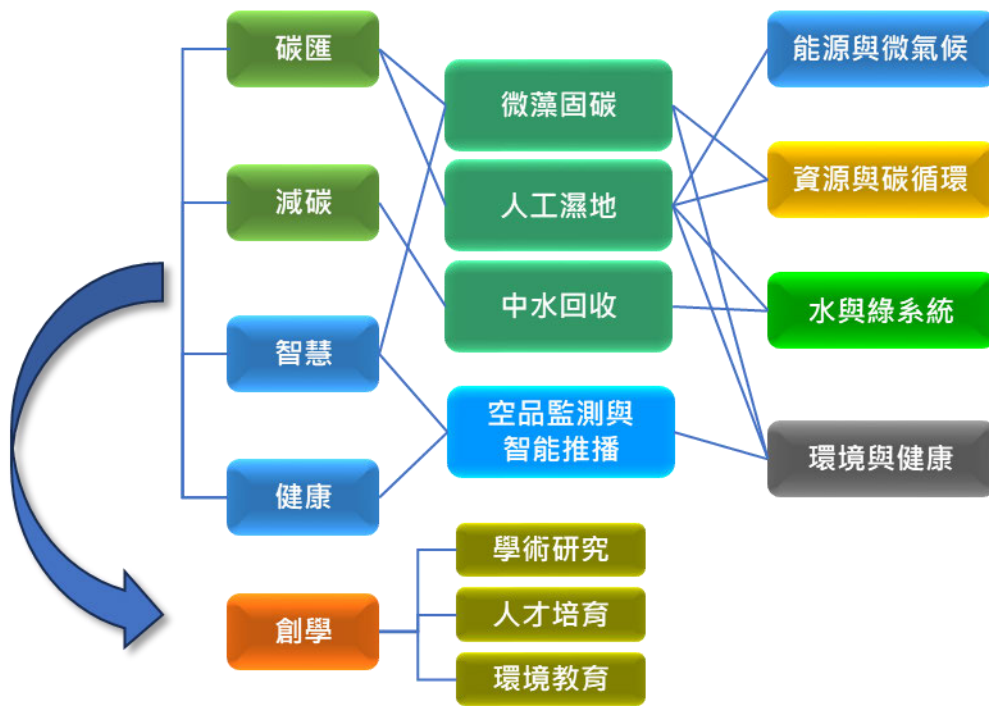 碳匯
減碳
智慧
健康
創學
微藻固碳
人工濕地
中水回收
空品監測與
智能推播
學術研究
人才培育
環境教育
能源與微氣候
資源與碳循環
水與綠系統
環境與健康